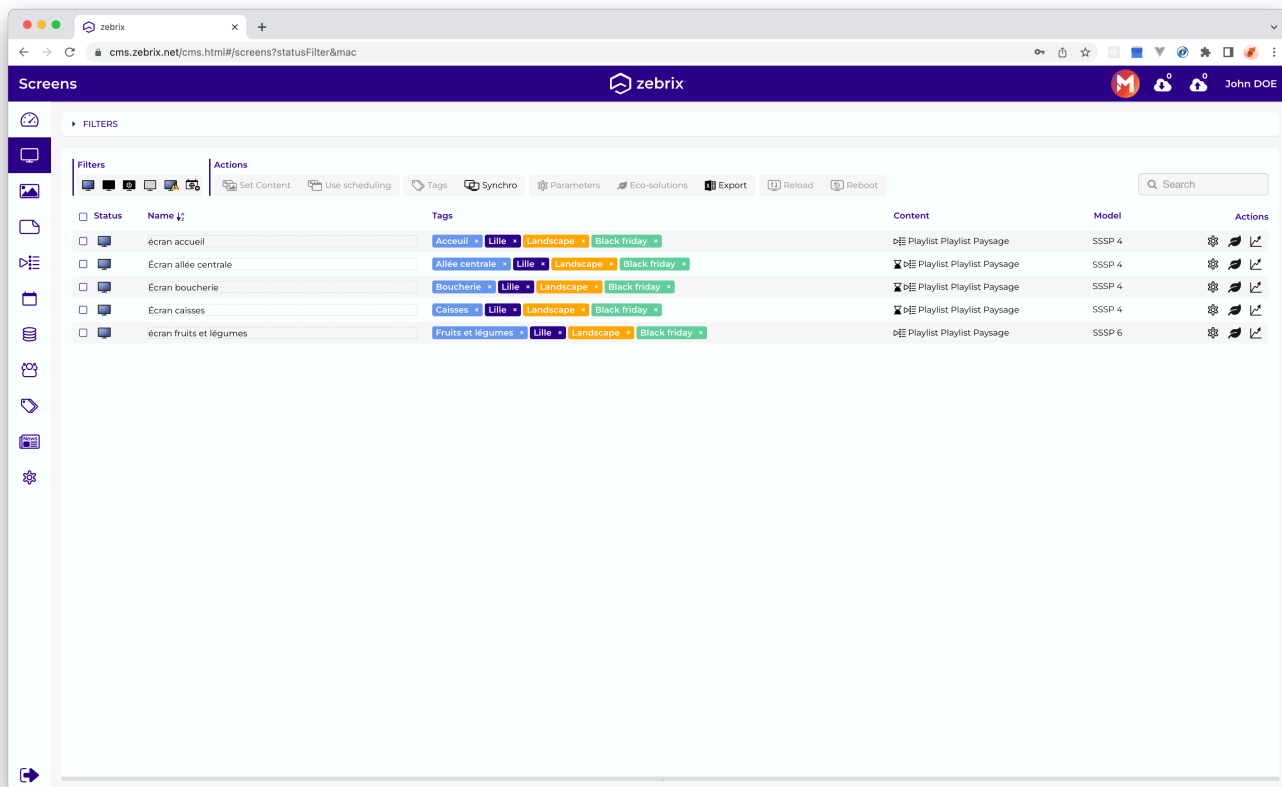 zebrix
cms.zebrix.net/cms.html#/screens?statusFilter&mac
Screens zebrix 0 0 John DOE
FILTERS
Filters Actions
Set Content Use scheduling Tags Synchro Parameters Eco-solutions Export Reload Reboot Search
Status Name Tags Content Model Actions
écran accueil Acceuil × Lille × Landscape × Black friday × Playlist Playlist Paysage SSSP 4
Écran allée centrale Allée centrale × Lille × Landscape × Black friday × Playlist Playlist Paysage SSSP 4
Écran boucherie Boucherie × Lille × Landscape × Black friday × Playlist Playlist Paysage SSSP 4
Écran caisses Caisses × Lille × Landscape × Black friday × Playlist Playlist Paysage SSSP 4
écran fruits et légumes Fruits et légumes × Lille × Landscape × Black friday × Playlist Playlist Paysage SSSP 6
News